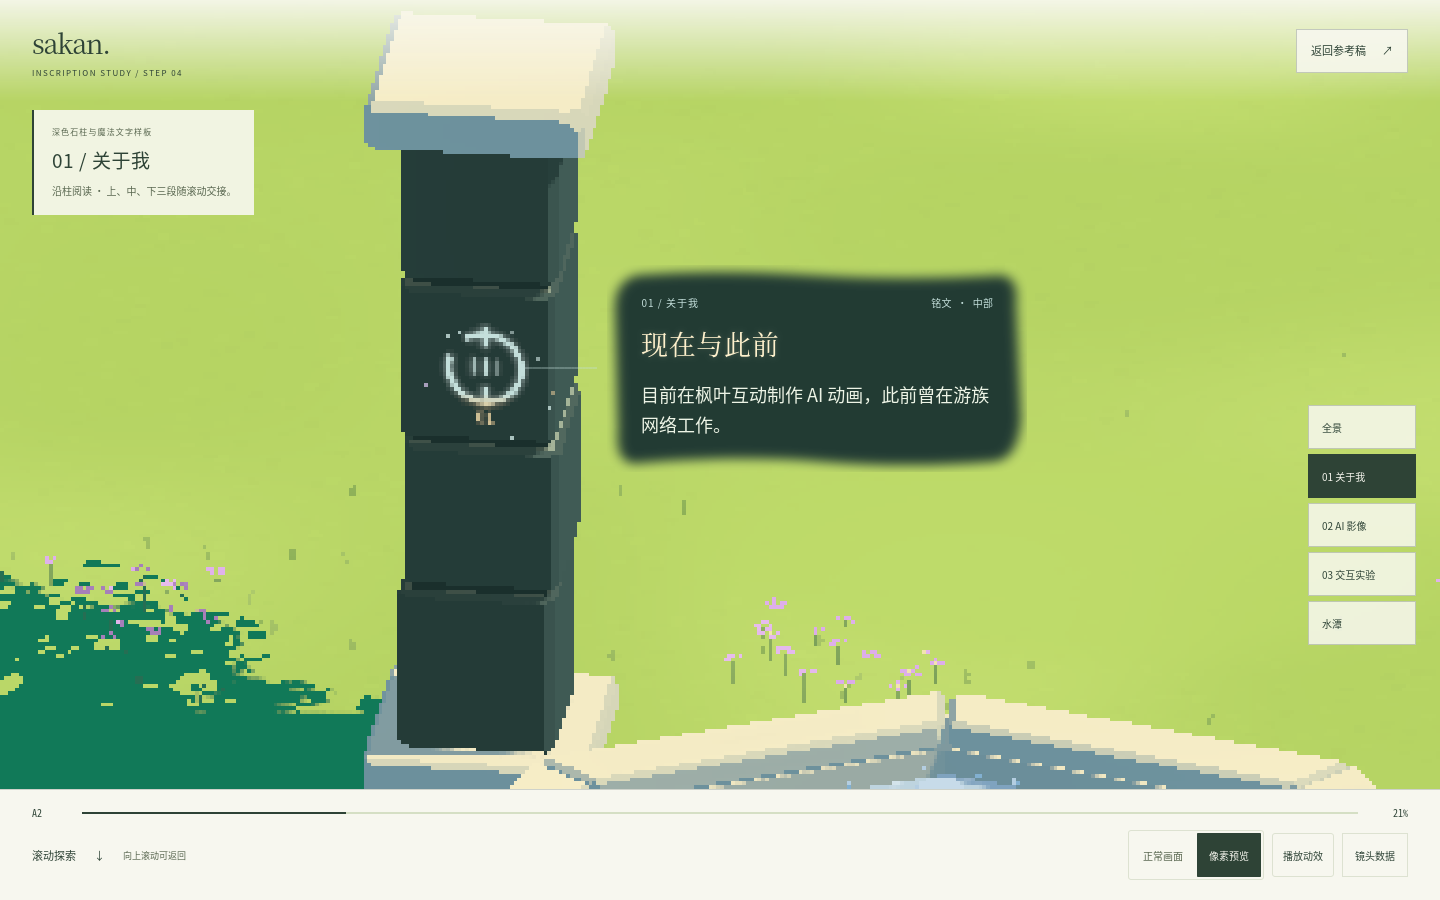 sakan.
INSCRIPTION STUDY / STEP 04
返回参考稿 ↗
深色石柱与魔法文字样板
01 / 关于我
沿柱阅读 · 上、中、下三段随滚动交接。
01 / 关于我
铭文 · 中部
现在与此前
目前在枫叶互动制作 AI 动画，此前曾在游族
网络工作。
全景
01 关于我
02 AI 影像
03 交互实验
水潭
A2
21%
滚动探索 ↓ 向上滚动可返回
正常画面
像素预览
播放动效
镜头数据